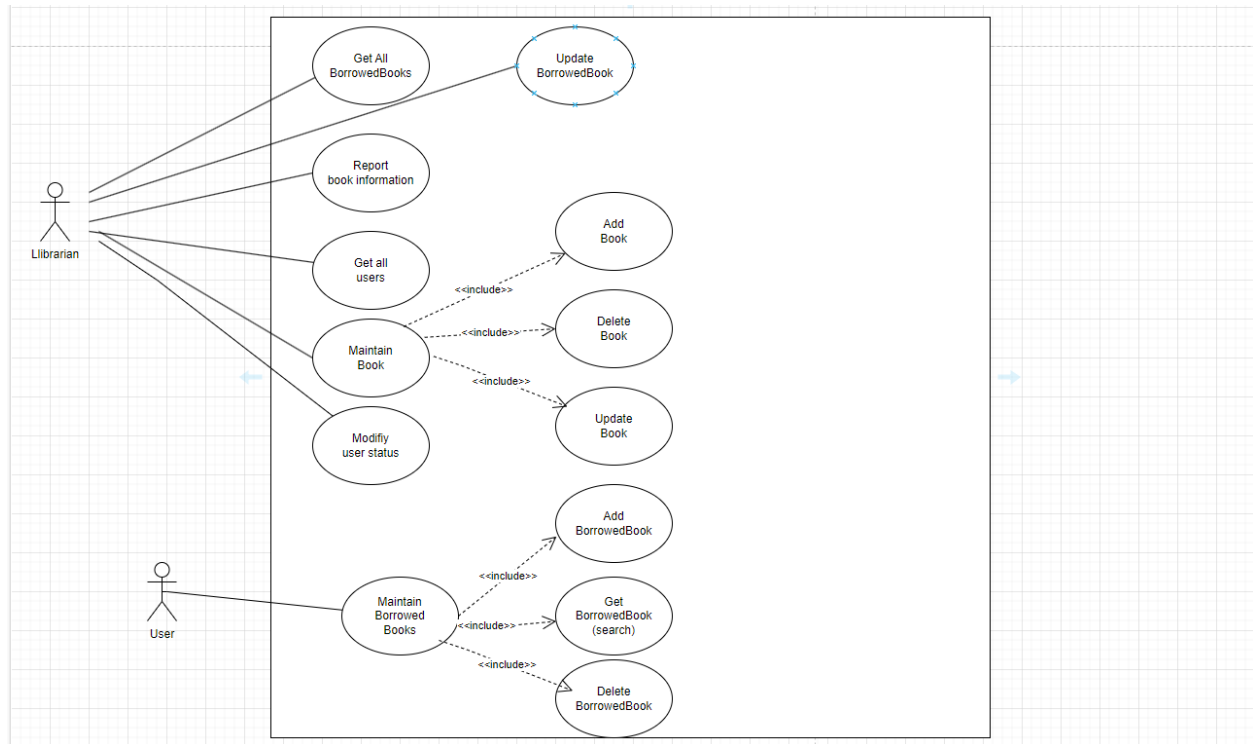 Get All
BorrowedBooks
Update
BorrowedBook
Report
book information
Add
Book
Llibrarian
Get all
users
<<include>>
Delete
Book
<<include>>
Maintain
Book
<<include>>
Update
Book
Modifiy
user status
Add
BorrowedBook
<<include>>
User
Maintain
Borrowed
Books
Get
BorrowedBook
(search)
<<include>>
<<include>>
Delete
BorrowedBook